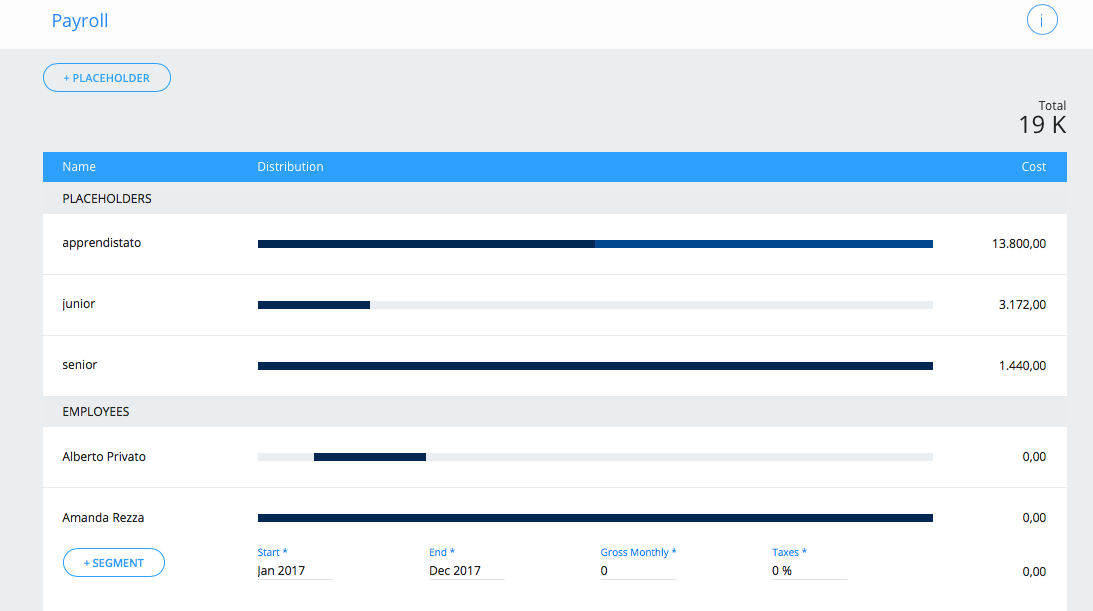 Payroll
i
+ PLACEHOLDER
Total
19 K
Name Distribution Cost
PLACEHOLDERS
apprendistato 13.800,00
junior 3.172,00
senior 1.440,00
EMPLOYEES
Alberto Privato 0,00
Amanda Rezza 0,00
Start * End * Gross Monthly * Taxes *
+ SEGMENT Jan 2017 Dec 2017 0 0 % 0,00